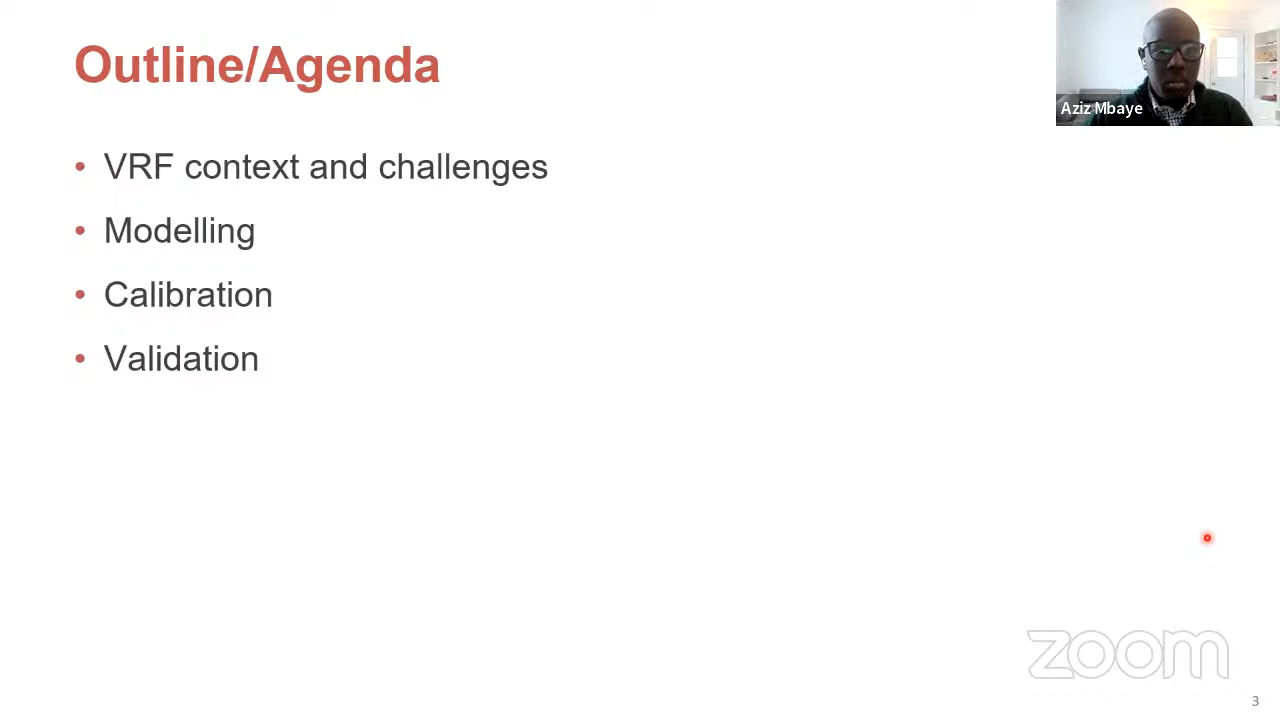 Outline/Agenda
Aziz Mbaye
• VRF context and challenges
• Modelling
• Calibration
• Validation
zoom
3